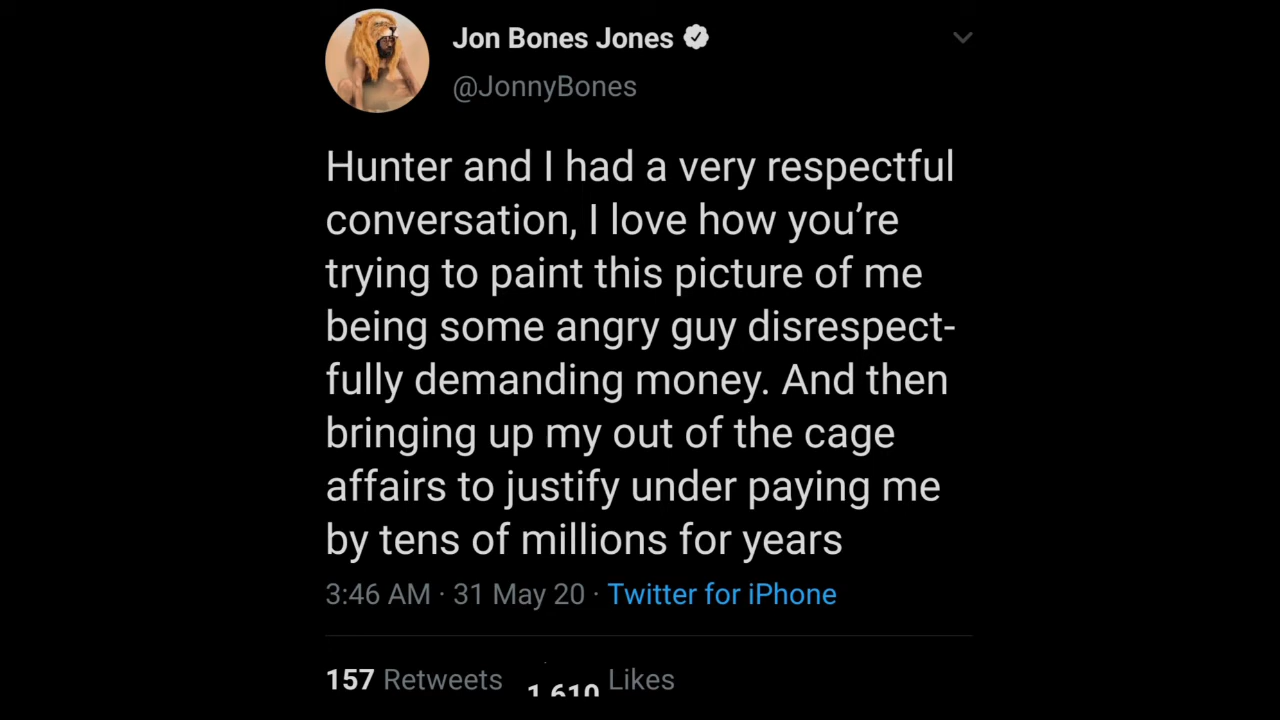 Jon Bones Jones
@JonnyBones
Hunter and I had a very respectful
conversation, I love how you're
trying to paint this picture of me
being some angry guy disrespect-
fully demanding money. And then
bringing up my out of the cage
affairs to justify under paying me
by tens of millions for years
3:46 AM · 31 May 20 · Twitter for iPhone
157 Retweets 1,610 Likes